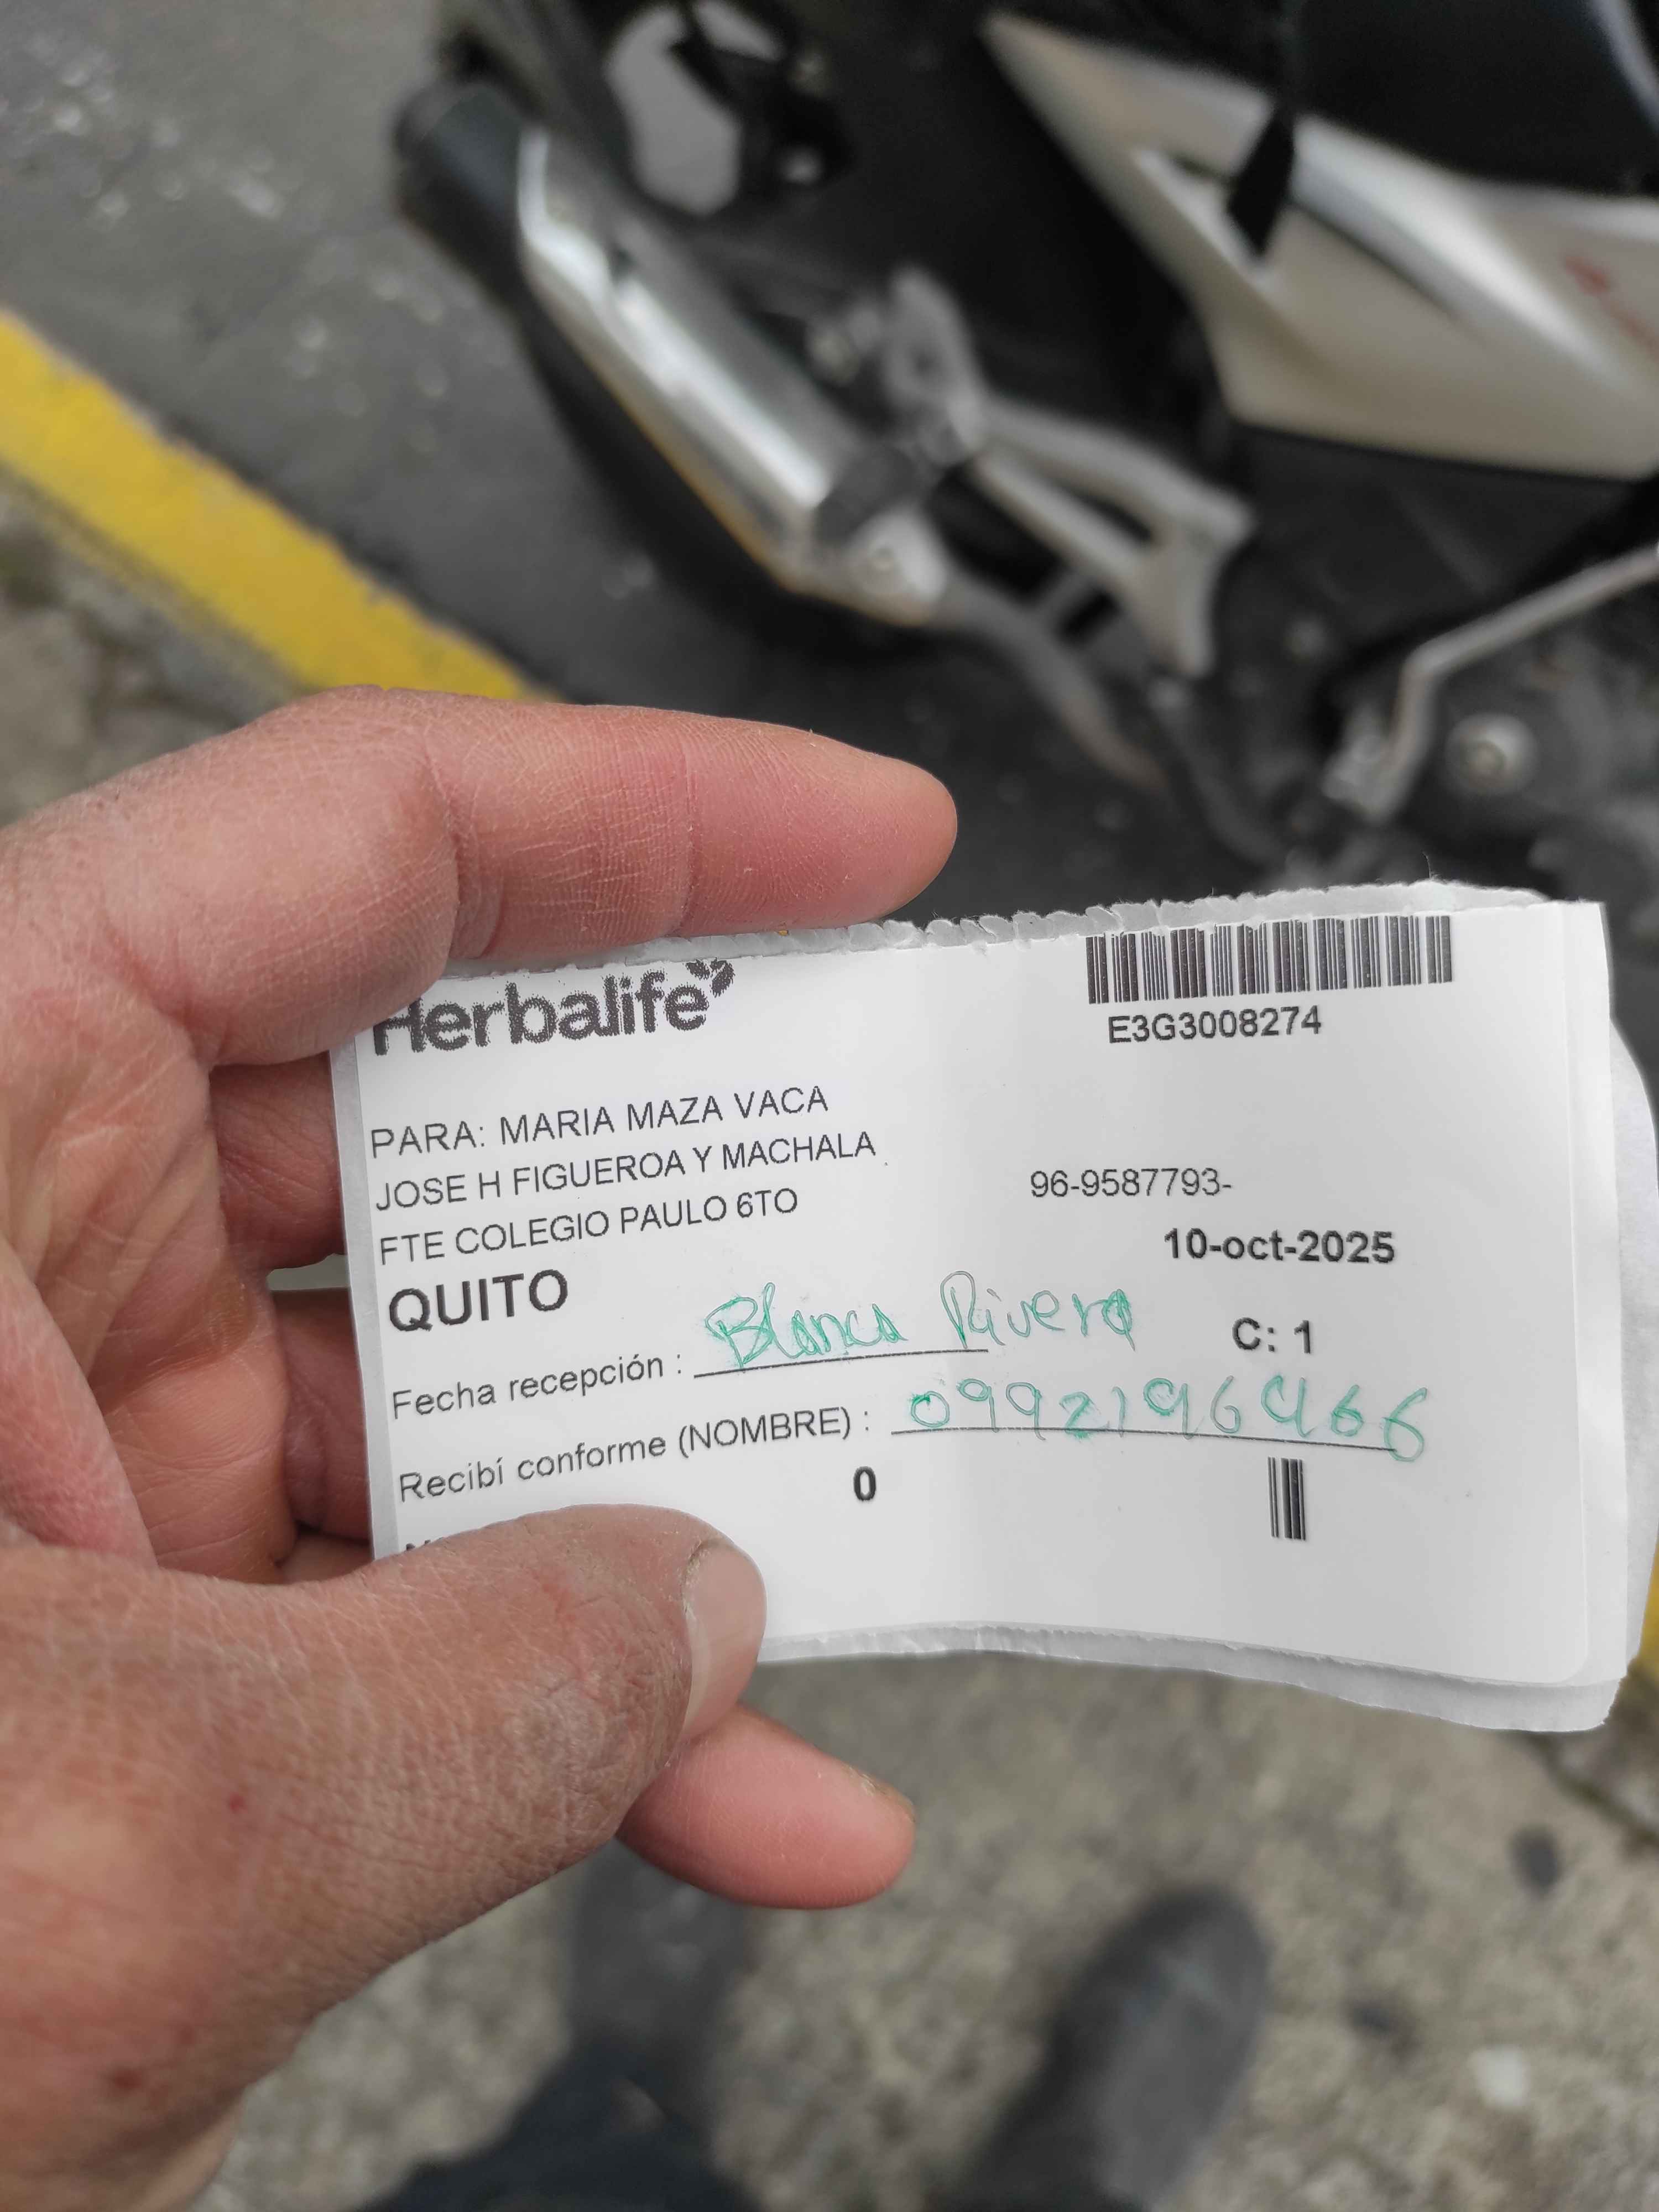 Herbalife
E3G3008274
PARA: MARIA MAZA VACA
JOSE H FIGUEROA Y MACHALA
FTE COLEGIO PAULO 6TO
96-9587793-
10-oct-2025
QUITO
C: 1
Fecha recepción : Blanca Rivera
Recibí conforme (NOMBRE) : 0992196466
0